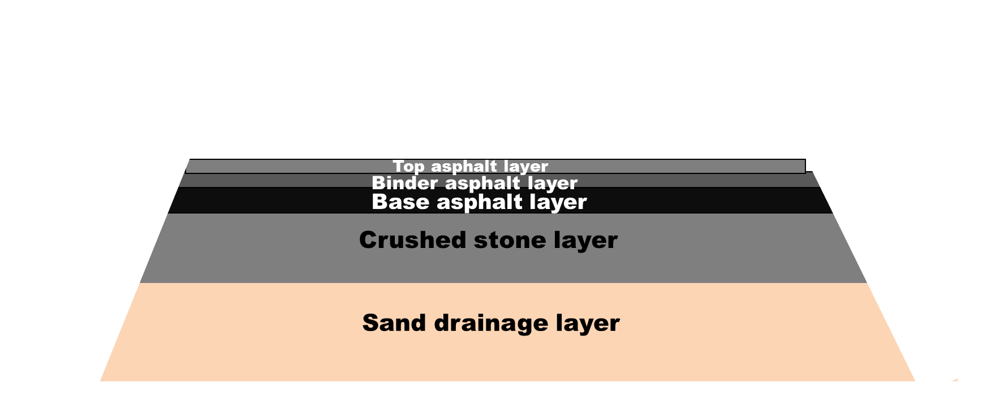 Top asphalt layer
Binder asphalt layer
Base asphalt layer
Crushed stone layer
Sand drainage layer